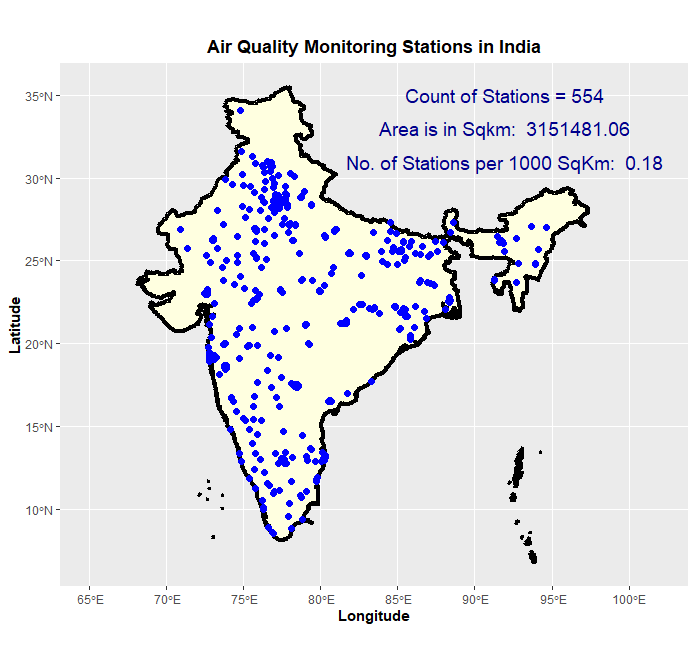 Air Quality Monitoring Stations in India
Count of Stations = 554
Area is in Sqkm: 3151481.06
No. of Stations per 1000 SqKm: 0.18
35°N
30°N
25°N
20°N
15°N
10°N
Latitude
65°E 70°E 75°E 80°E 85°E 90°E 95°E 100°E
Longitude